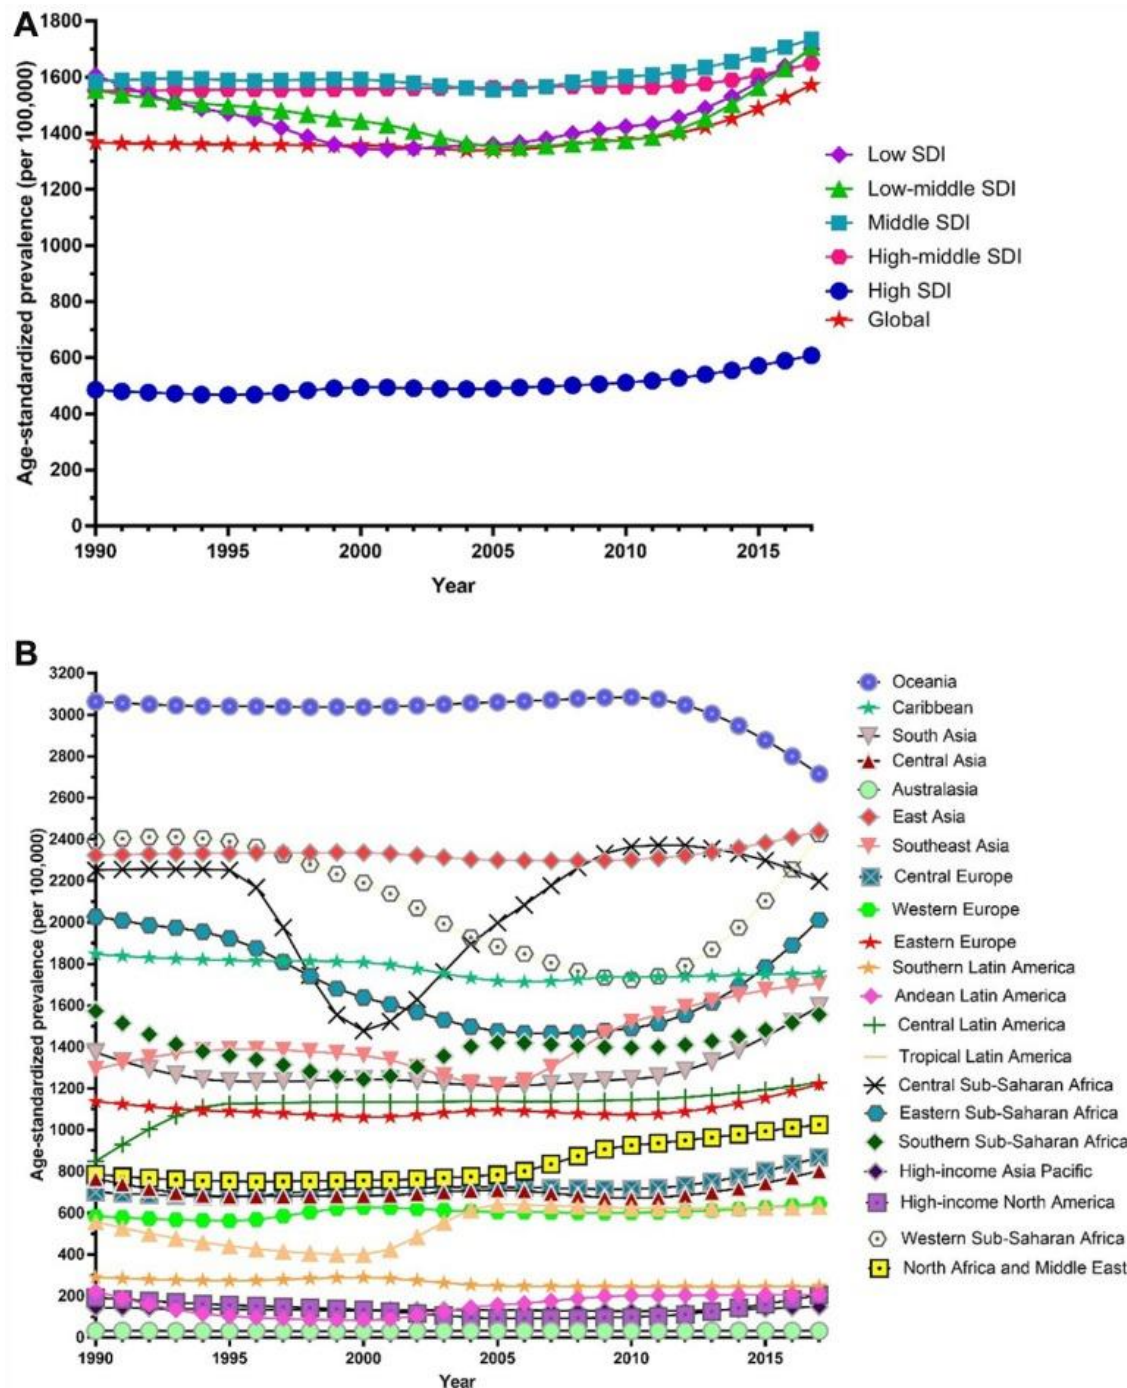 A
Age-standardized prevalence (per 100,000)
1800
1600
1400
1200
1000
800
600
400
200
0
1990
1995
2000
2005
2010
2015
Year
Low SDI
Low-middle SDI
Middle SDI
High-middle SDI
High SDI
Global
B
Age-standardized prevalence (per 100,000)
3200
3000
2800
2600
2400
2200
2000
1800
1600
1400
1200
1000
800
600
400
200
0
1990
1995
2000
2005
2010
2015
Year
Oceania
Caribbean
South Asia
Central Asia
Australasia
East Asia
Southeast Asia
Central Europe
Western Europe
Eastern Europe
Southern Latin America
Andean Latin America
Central Latin America
Tropical Latin America
Central Sub-Saharan Africa
Eastern Sub-Saharan Africa
Southern Sub-Saharan Africa
High-income Asia Pacific
High-income North America
Western Sub-Saharan Africa
North Africa and Middle East